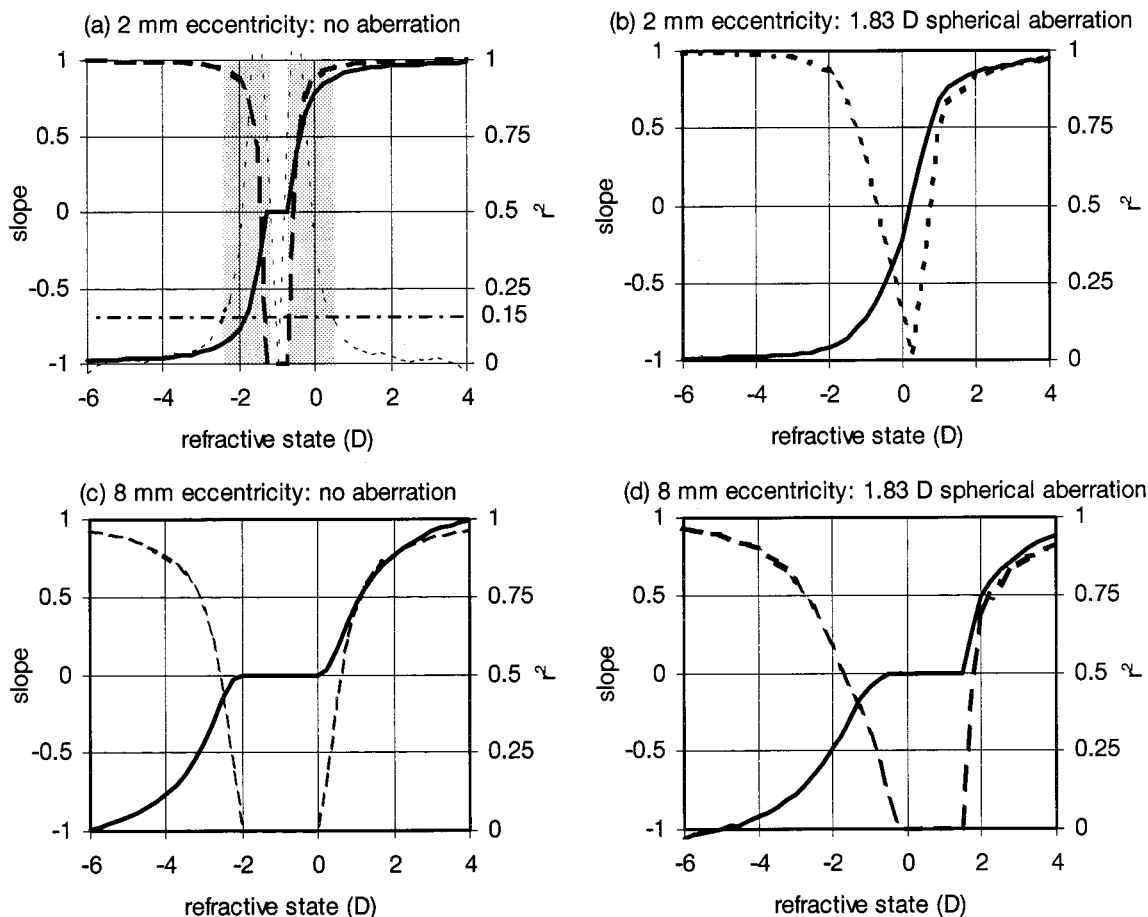 (a) 2 mm eccentricity: no aberration
1
0.5
0
-0.5
-1
slope
1
0.75
0.5
0.25
0.15
0
r²
-6 -4 -2 0 2 4
refractive state (D)
(b) 2 mm eccentricity: 1.83 D spherical aberration
1
0.5
0
-0.5
-1
slope
1
0.75
0.5
0.25
0
r²
-6 -4 -2 0 2 4
refractive state (D)
(c) 8 mm eccentricity: no aberration
1
0.5
0
-0.5
-1
slope
1
0.75
0.5
0.25
0
r²
-6 -4 -2 0 2 4
refractive state (D)
(d) 8 mm eccentricity: 1.83 D spherical aberration
1
0.5
0
-0.5
-1
slope
1
0.75
0.5
0.25
0
r²
-6 -4 -2 0 2 4
refractive state (D)